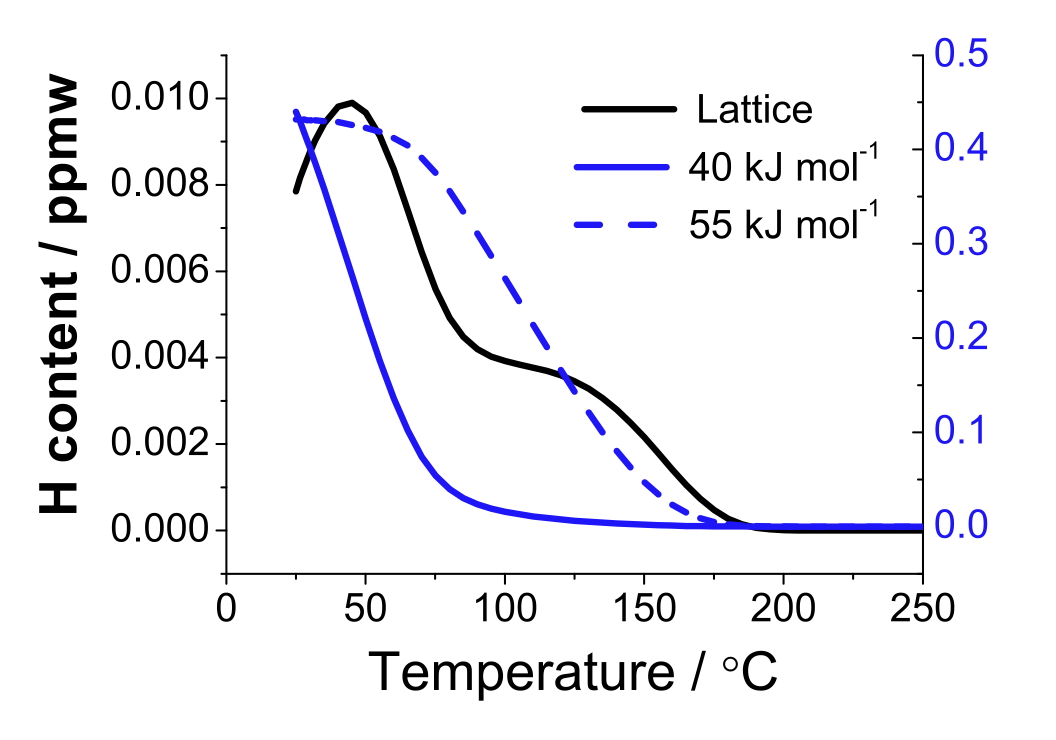 H content / ppmw
0.010
0.008
0.006
0.004
0.002
0.000
Lattice
40 kJ mol⁻¹
55 kJ mol⁻¹
0.5
0.4
0.3
0.2
0.1
0.0
0 50 100 150 200 250
Temperature / °C